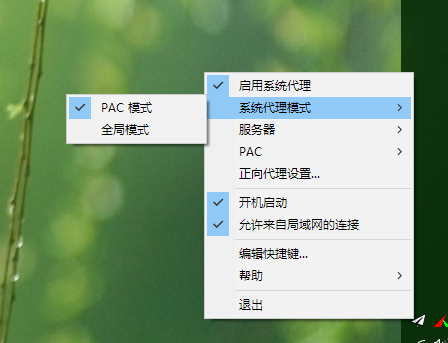 启用系统代理
系统代理模式
PAC 模式
全局模式
服务器
PAC
正向代理设置...
开机启动
允许来自局域网的连接
编辑快捷键...
帮助
退出